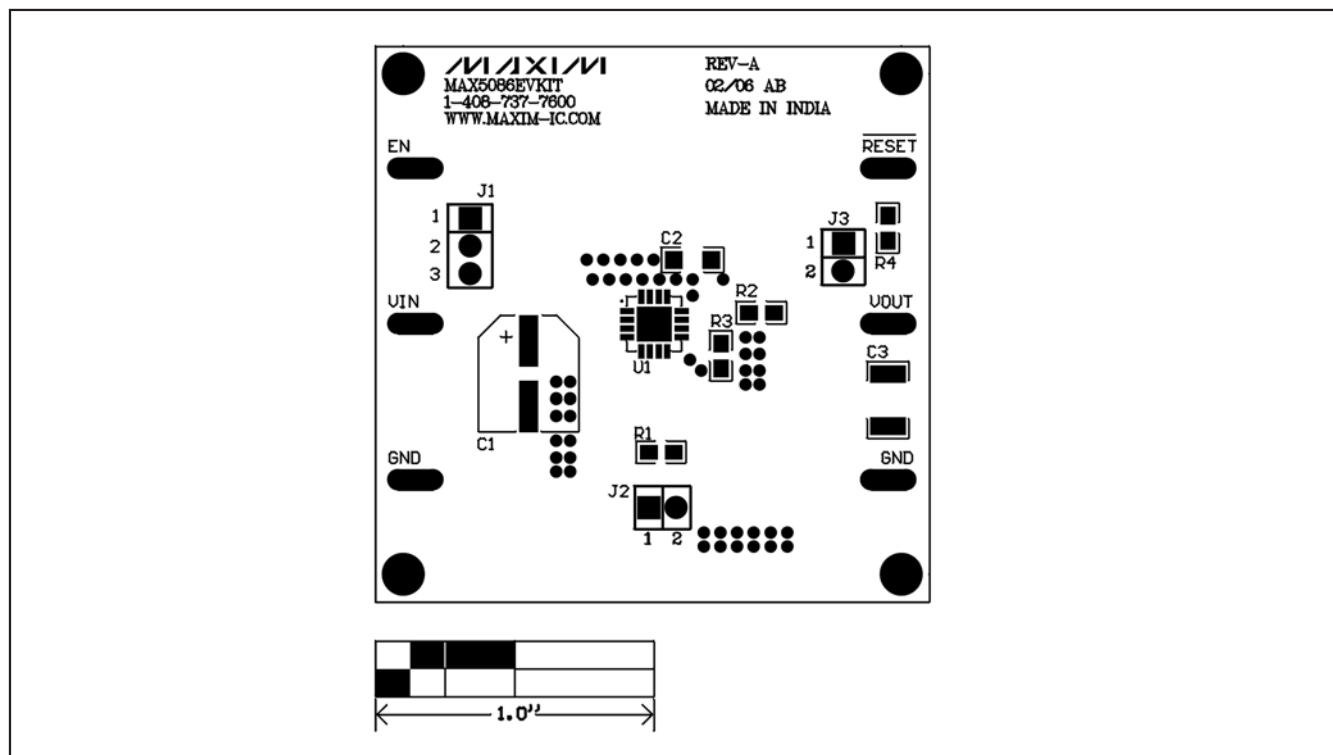 MAXIM
MAX5086EVKIT
1-408-737-7600
WWW.MAXIM-IC.COM
REV-A
02/06 AB
MADE IN INDIA
EN
RESET
J1
1
2
3
C2
J3
1
2
R4
VIN
R2
VOUT
R3
U1
C3
+
C1
R1
GND
GND
J2
1 2
1.0"